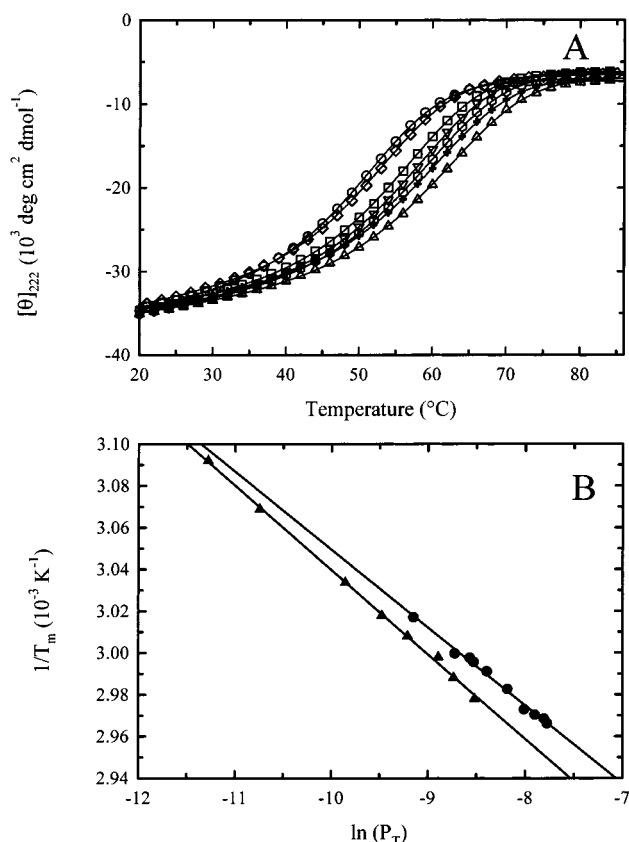 0
-10
-20
-30
-40
20 30 40 50 60 70 80
A
[θ]₂₂₂ (10³ deg cm² dmol⁻¹)
Temperature (°C)
3.10
3.08
3.06
3.04
3.02
3.00
2.98
2.96
2.94
-12 -11 -10 -9 -8 -7
B
1/Tₘ (10⁻³ K⁻¹)
ln (P_T)